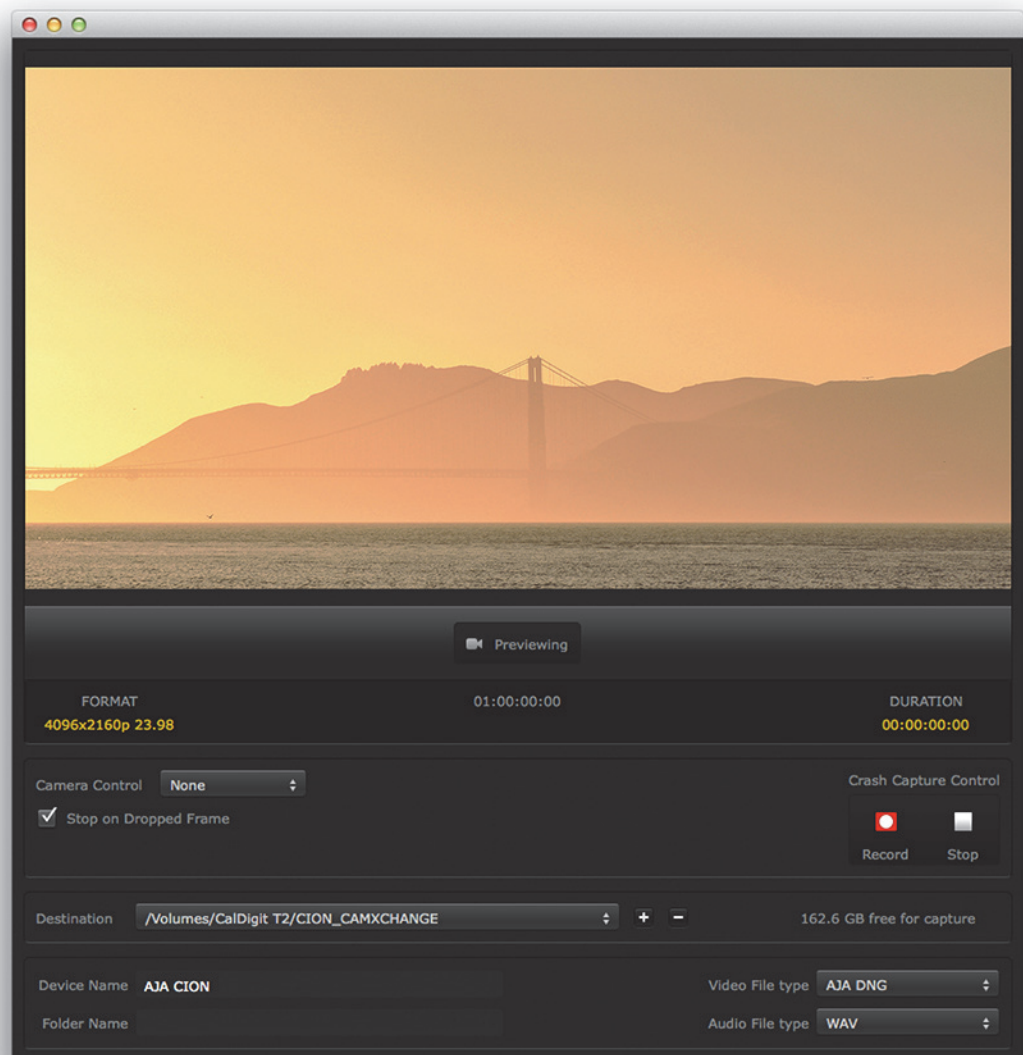 Previewing
FORMAT
01:00:00:00
DURATION
4096x2160p 23.98
00:00:00:00
Camera Control None
Crash Capture Control
Stop on Dropped Frame
Record Stop
Destination /Volumes/CalDigit T2/CION_CAMXCHANGE + - 162.6 GB free for capture
Device Name AJA CION
Video File type AJA DNG
Folder Name
Audio File type WAV